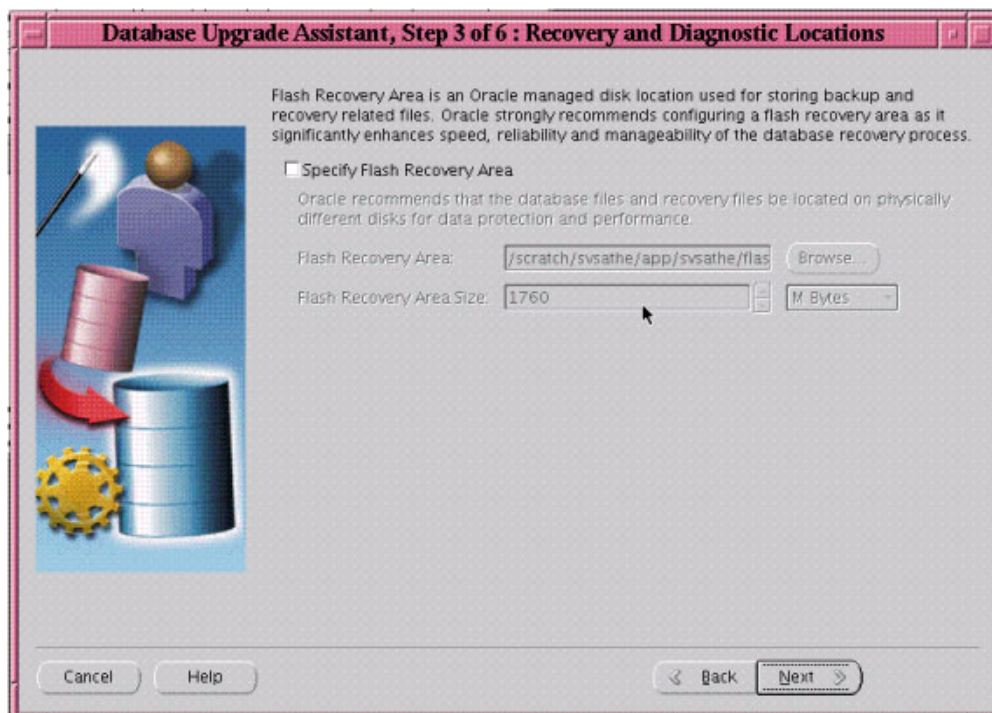 Database Upgrade Assistant, Step 3 of 6 : Recovery and Diagnostic Locations
Flash Recovery Area is an Oracle managed disk location used for storing backup and
recovery related files. Oracle strongly recommends configuring a flash recovery area as it
significantly enhances speed, reliability and manageability of the database recovery process.
Specify Flash Recovery Area
Oracle recommends that the database files and recovery files be located on physically
different disks for data protection and performance.
Flash Recovery Area: /scratch/svsathe/app/svsathe/flas Browse...
Flash Recovery Area Size: 1760 M Bytes
Cancel Help Back Next